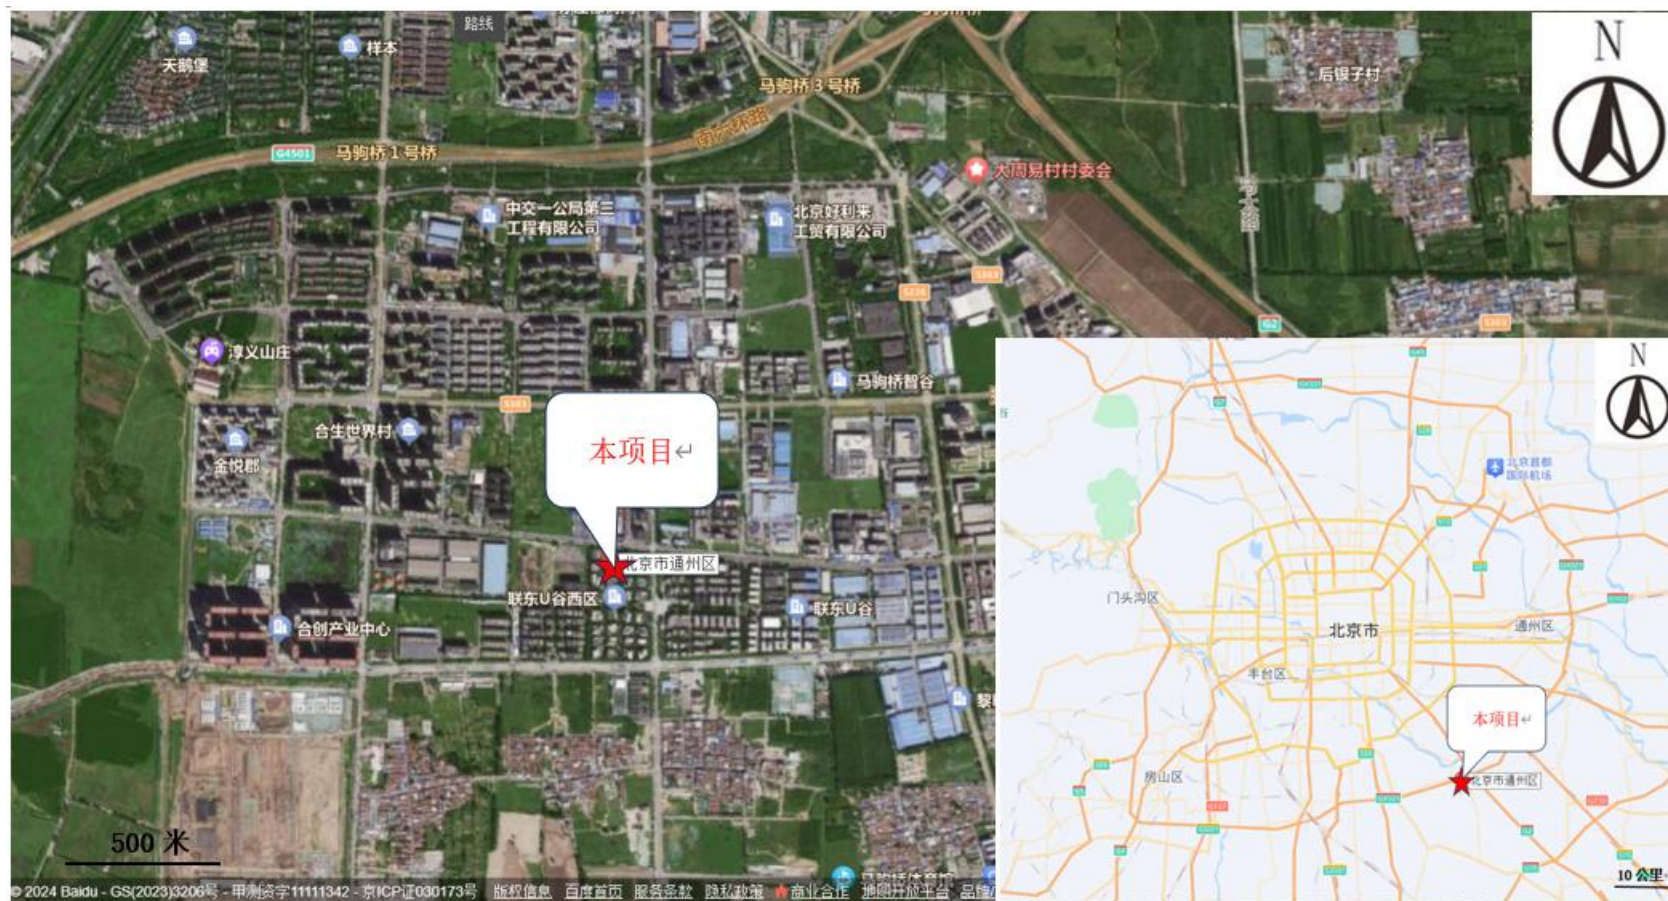 路线
天鹅堡
样本
马驹桥3号桥
后银子村
N
G4501
马驹桥1号桥
南六环路
大周易村村委会
中交一公局第三
工程有限公司
北京好利来
工贸有限公司
S303
S226
G2
S303
淳义山庄
马驹桥智谷
S303
合生世界村
金悦郡
本项目↵
北京市通州区
联东U谷西区
联东U谷
合创产业中心
500 米
© 2024 Baidu - GS(2023)3206号 - 甲测资字11111342 - 京ICP证030173号 版权信息 百度首页 服务条款 隐私政策 商业合作 地图开放平台 品牌
N
北京首都
国际机场
门头沟区
北京市
通州区
丰台区
本项目↵
房山区
北京市通州区
G4501
10 公里